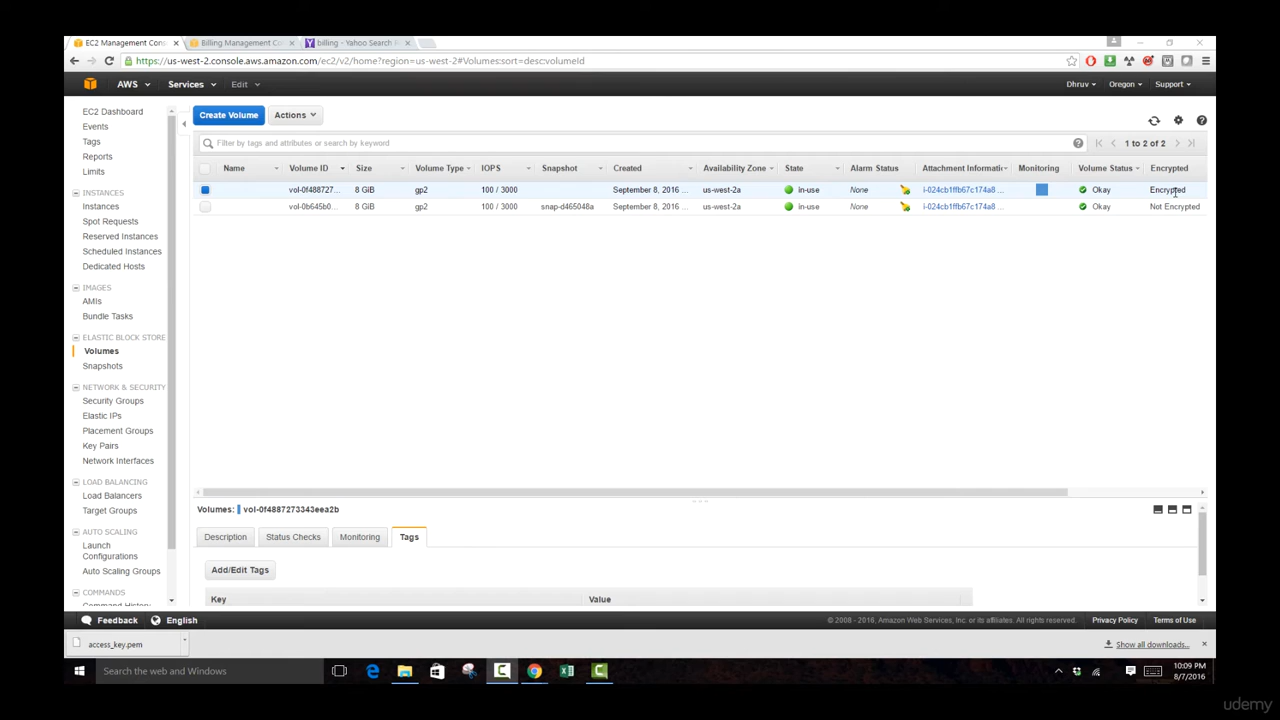 EC2 Management Cons
Billing Management Co
billing - Yahoo Search R
https://us-west-2.console.aws.amazon.com/ec2/v2/home?region=us-west-2#Volumes:sort=desc:volumeId
AWS Services Edit Dhruv Oregon Support
EC2 Dashboard
Events
Tags
Reports
Limits
INSTANCES
Instances
Spot Requests
Reserved Instances
Scheduled Instances
Dedicated Hosts
IMAGES
AMIs
Bundle Tasks
ELASTIC BLOCK STORE
Volumes
Snapshots
NETWORK & SECURITY
Security Groups
Elastic IPs
Placement Groups
Key Pairs
Network Interfaces
LOAD BALANCING
Load Balancers
Target Groups
AUTO SCALING
Launch
Configurations
Auto Scaling Groups
COMMANDS
Command History
Create Volume Actions
Filter by tags and attributes or search by keyword
1 to 2 of 2
Name Volume ID Size Volume Type IOPS Snapshot Created Availability Zone State Alarm Status Attachment Informati Monitoring Volume Status Encrypted
vol-0f488727... 8 GiB gp2 100 / 3000 September 8, 2016 ... us-west-2a in-use None i-024cb1ffb67c174a8 ... Okay Encrypted
vol-0b645b0... 8 GiB gp2 100 / 3000 snap-d465048a September 8, 2016 ... us-west-2a in-use None i-024cb1ffb67c174a8 ... Okay Not Encrypted
Volumes: vol-0f4887273343eea2b
Description Status Checks Monitoring Tags
Add/Edit Tags
Key Value
Feedback English
© 2008 - 2016, Amazon Web Services, Inc. or its affiliates. All rights reserved. Privacy Policy Terms of Use
access_key.pem
Show all downloads...
Search the web and Windows
10:09 PM
8/7/2016
udemy